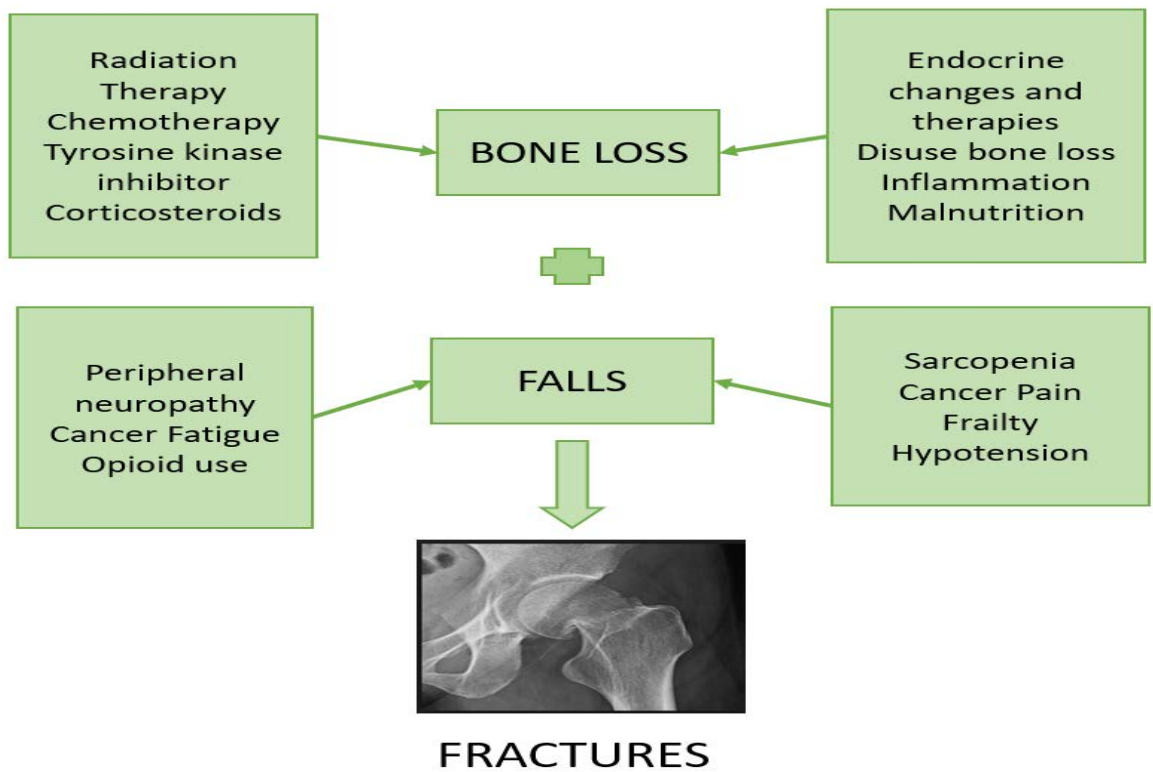 Radiation
Therapy
Chemotherapy
Tyrosine kinase
inhibitor
Corticosteroids
BONE LOSS
Endocrine
changes and
therapies
Disuse bone loss
Inflammation
Malnutrition
Peripheral
neuropathy
Cancer Fatigue
Opioid use
FALLS
Sarcopenia
Cancer Pain
Frailty
Hypotension
FRACTURES